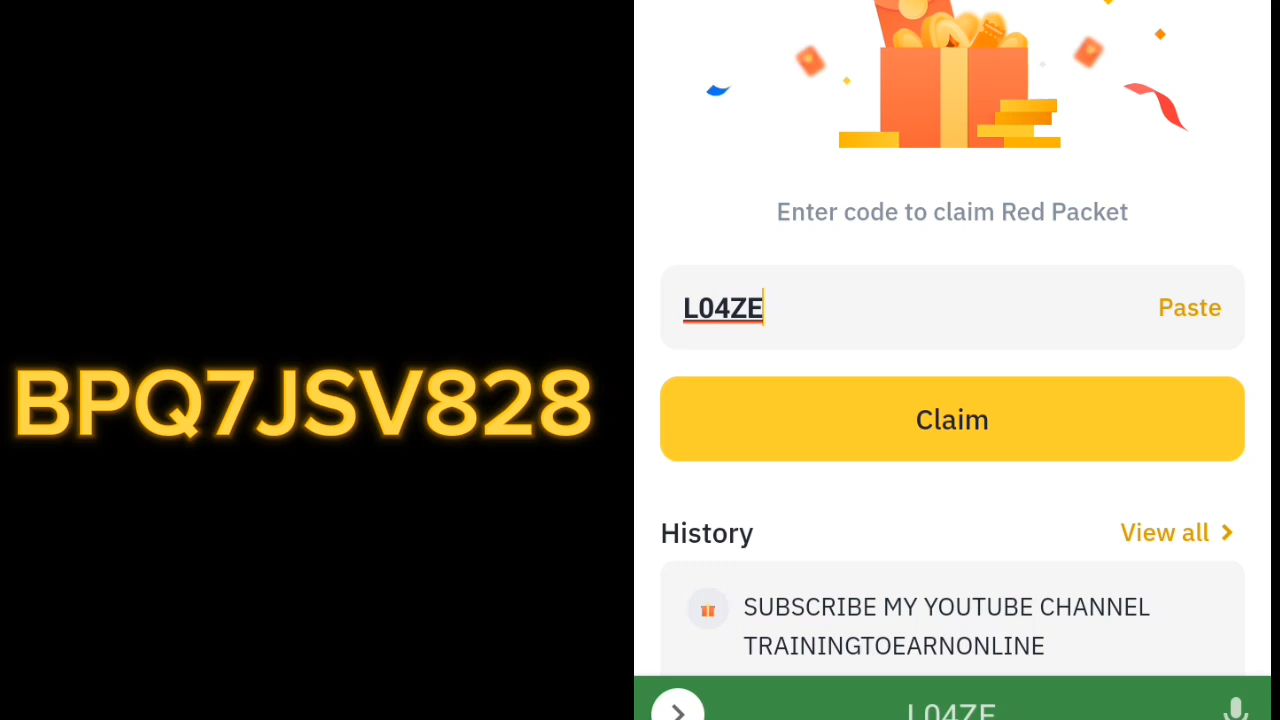 BPQ7JSV828
Enter code to claim Red Packet
L04ZE
Paste
Claim
History
View all
SUBSCRIBE MY YOUTUBE CHANNEL
TRAININGTOEARNONLINE
L04ZE